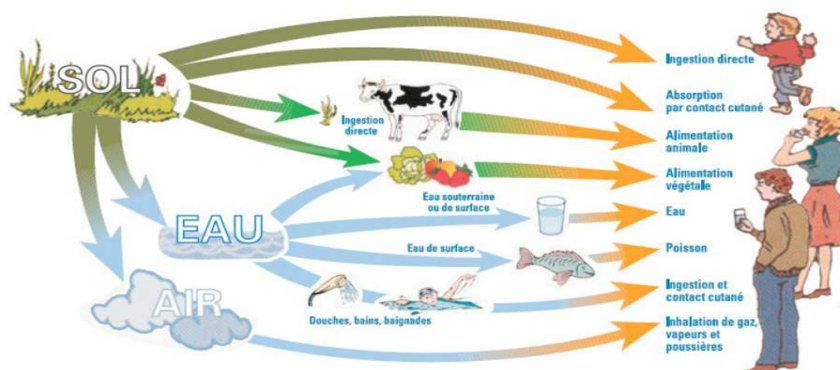 SOL
Ingestion directe
Absorption
par contact cutané
Ingestion
directe
Alimentation
animale
Alimentation
végétale
Eau souterraine
ou de surface
Eau
EAU
Eau de surface
Poisson
Ingestion et
contact cutané
AIR
Douches, bains, baignades
Inhalation de gaz,
vapeurs et
poussières